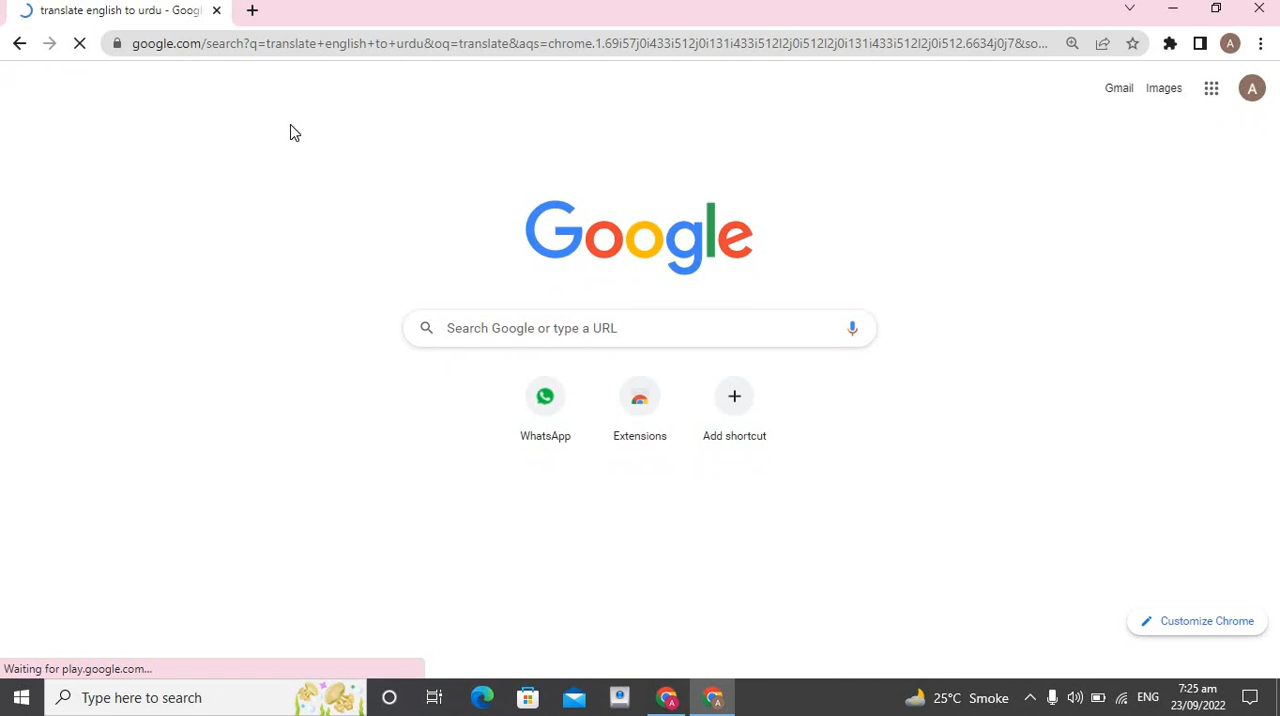 translate english to urdu - Googl
google.com/search?q=translate+english+to+urdu&oq=translate&aqs=chrome.1.69i57j0i433i512j0i131i433i512l2j0i512l2j0i131i433i512l2j0i512.6634j0j7&so...
A
Gmail Images A
Google
Search Google or type a URL
WhatsApp Extensions Add shortcut
Customize Chrome
Waiting for play.google.com...
Type here to search
A A
25°C Smoke
ENG
7:25 am
23/09/2022